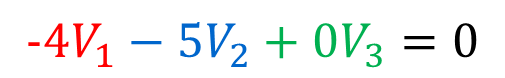 -4V₁ − 5V₂ + 0V₃ = 0